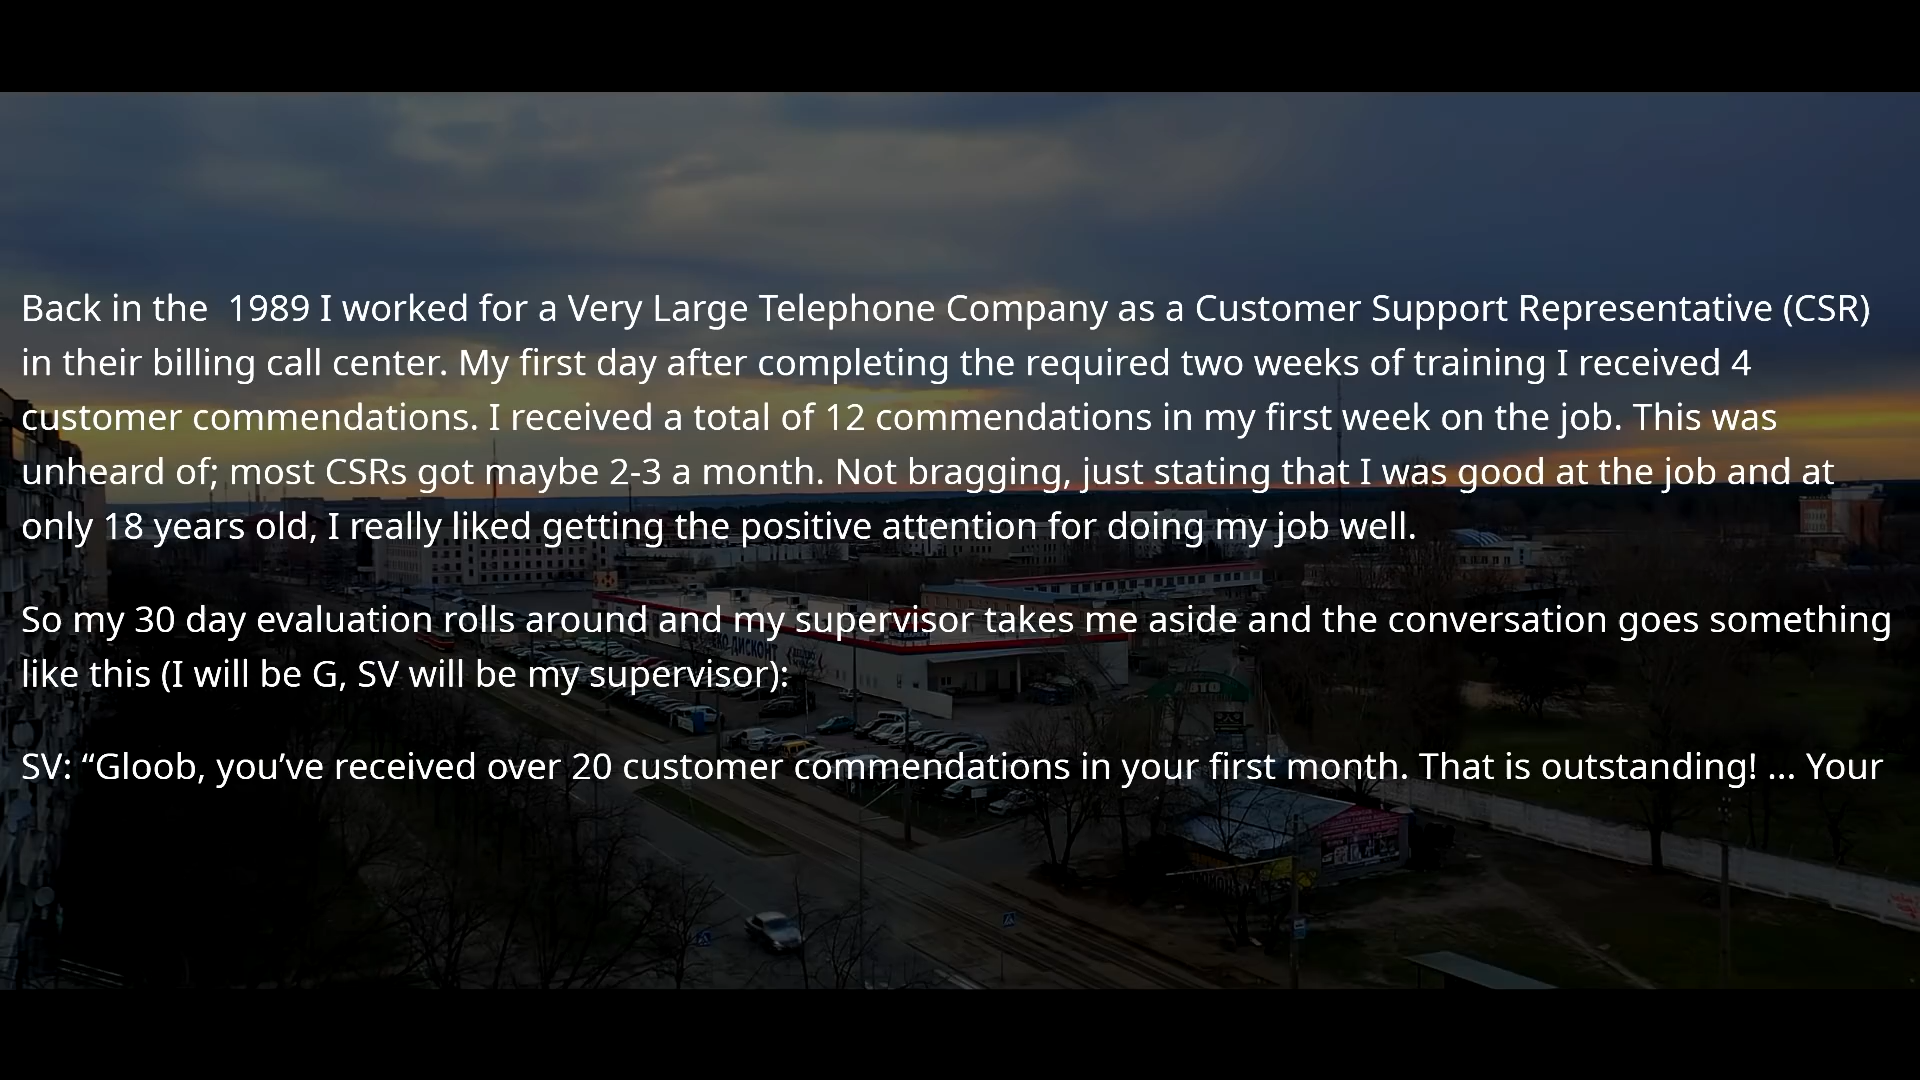 Back in the  1989 I worked for a Very Large Telephone Company as a Customer Support Representative (CSR)
in their billing call center. My first day after completing the required two weeks of training I received 4
customer commendations. I received a total of 12 commendations in my first week on the job. This was
unheard of; most CSRs got maybe 2-3 a month. Not bragging, just stating that I was good at the job and at
only 18 years old, I really liked getting the positive attention for doing my job well.
So my 30 day evaluation rolls around and my supervisor takes me aside and the conversation goes something
like this (I will be G, SV will be my supervisor):
SV: “Gloob, you’ve received over 20 customer commendations in your first month. That is outstanding! ... Your
ДИСКОНТ
АВТО